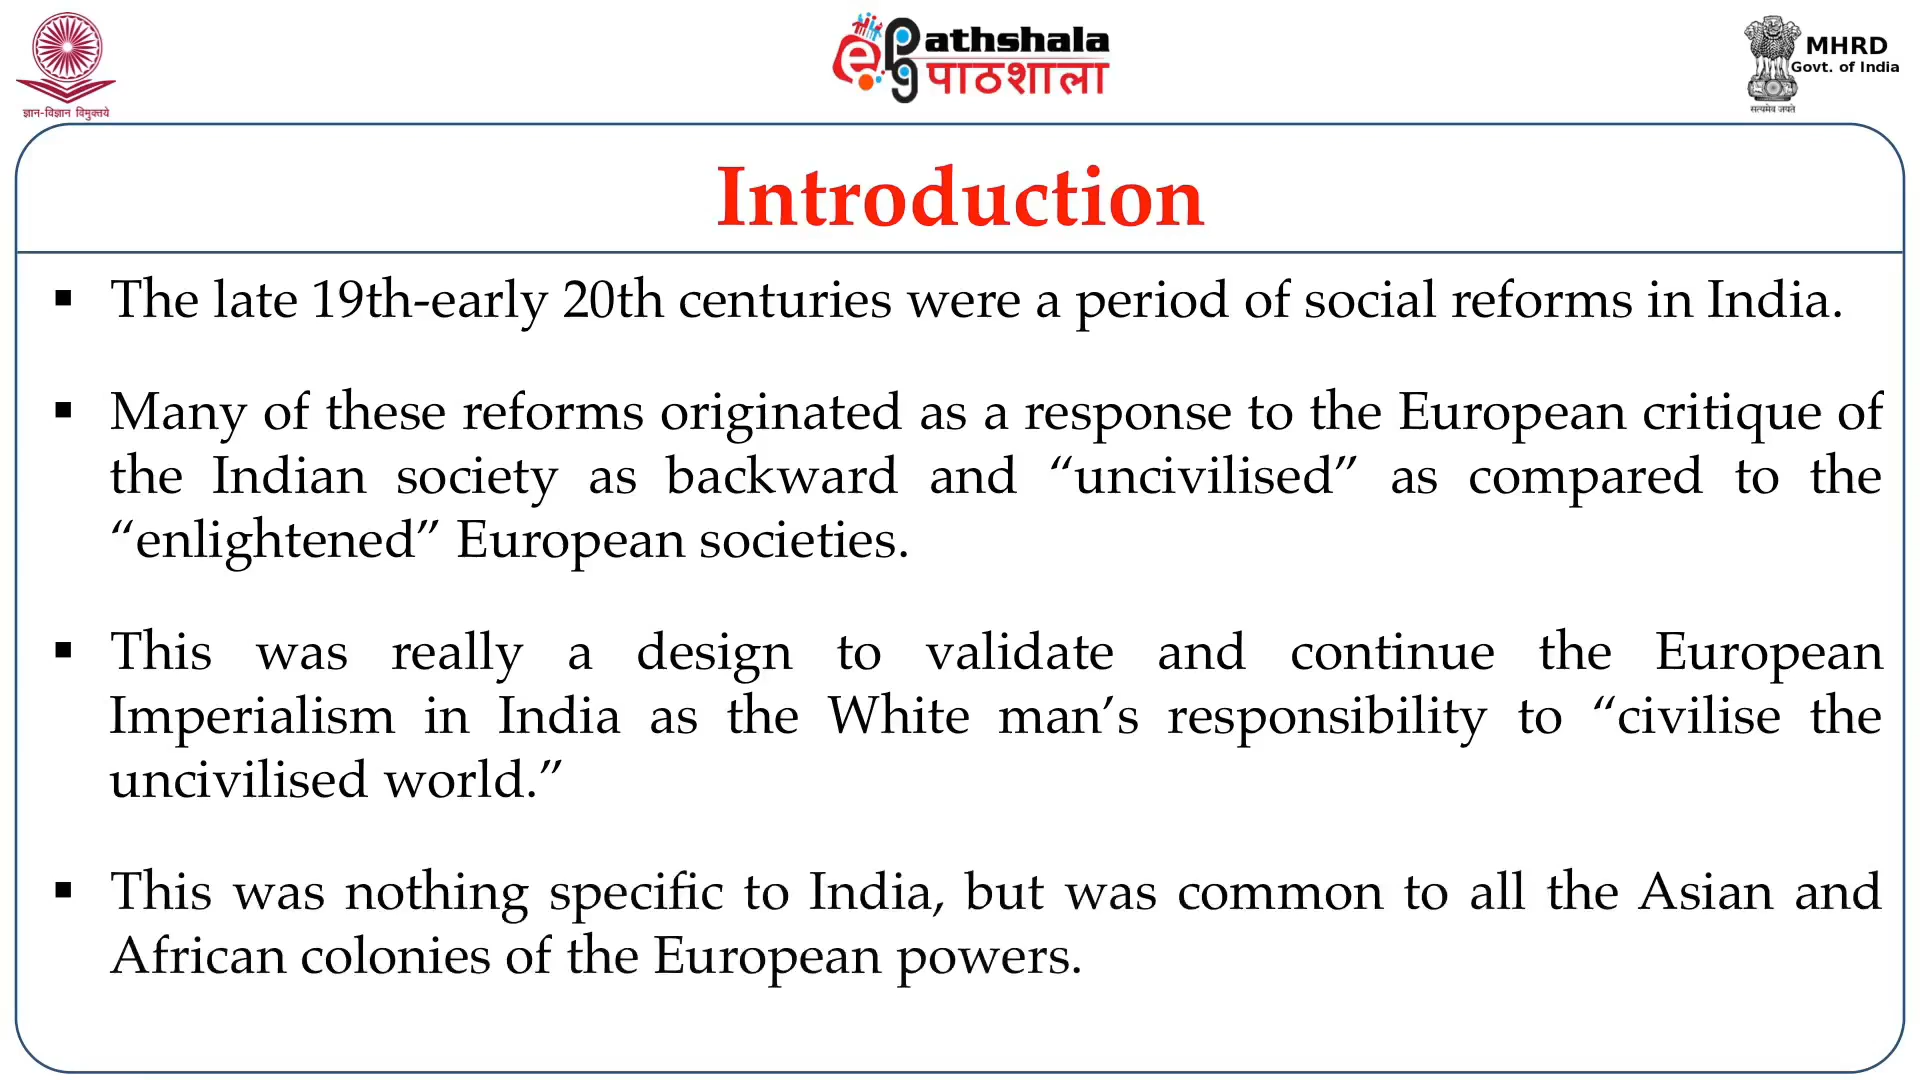 ज्ञान-विज्ञान विमुक्तये
ePg Pathshala
पाठशाला
MHRD
Govt. of India
सत्यमेव जयते
Introduction
▪ The late 19th-early 20th centuries were a period of social reforms in India.
▪ Many of these reforms originated as a response to the European critique of
the Indian society as backward and “uncivilised” as compared to the
“enlightened” European societies.
▪ This was really a design to validate and continue the European
Imperialism in India as the White man’s responsibility to “civilise the
uncivilised world.”
▪ This was nothing specific to India, but was common to all the Asian and
African colonies of the European powers.